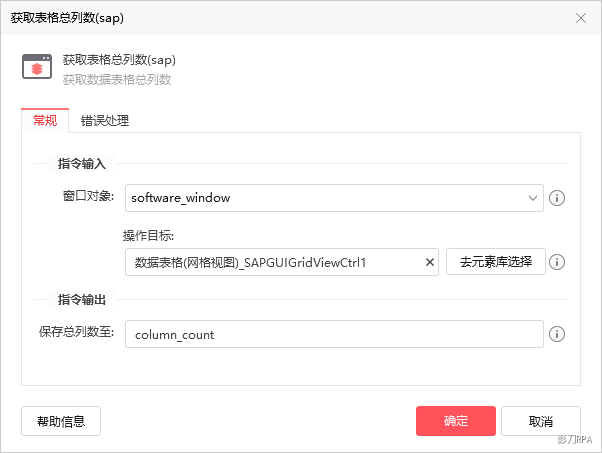 获取表格总列数(sap)
获取表格总列数(sap)
获取数据表格总列数
常规 错误处理
指令输入
窗口对象: software_window
操作目标:
数据表格(网格视图)_SAPGUIGridViewCtrl1 去元素库选择
指令输出
保存总列数至: column_count
帮助信息 确定 取消
影刀RPA